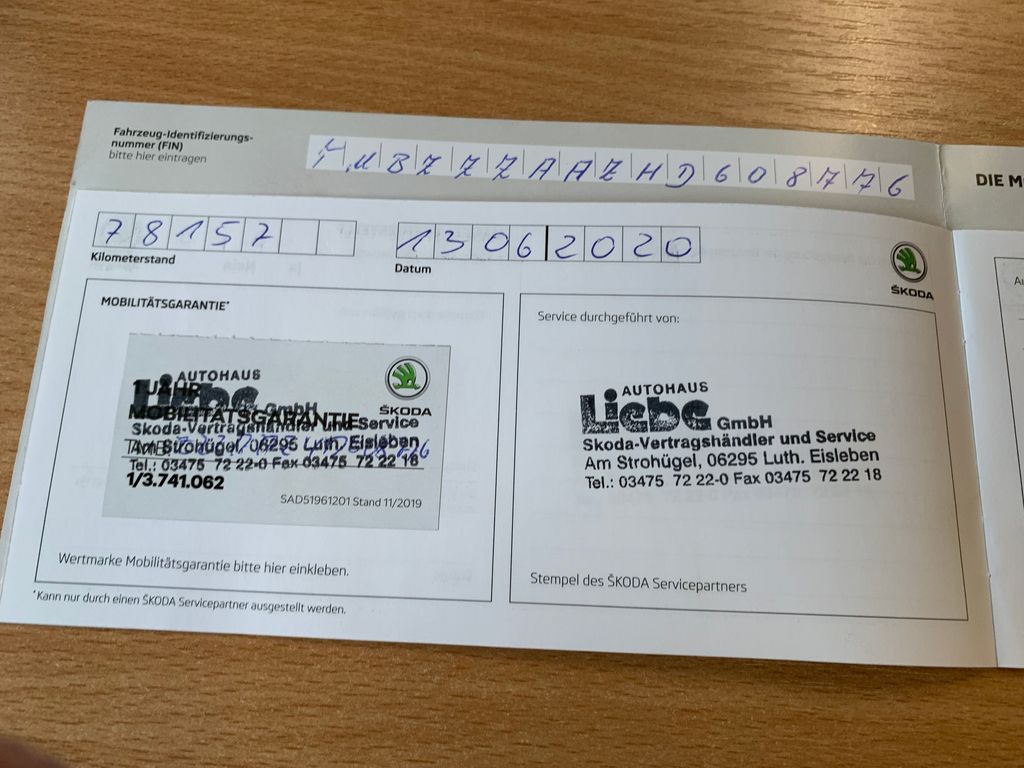 Fahrzeug-Identifizierungs-
nummer (FIN)
bitte hier eintragen
TMBZZZAAZHD608776
DIE M
78157
Kilometerstand
13 06 2020
Datum
ŠKODA
MOBILITÄTSGARANTIE*
AUTOHAUS
1 JAHR
Liebe GmbH
MOBILITÄTSGARANTIE
ŠKODA
Skoda-Vertragshändler und Service
Am Strohügel, 06295 Luth. Eisleben
Tel.: 03475 72 22-0 Fax 03475 72 22 18
1/3.741.062
SAD51961201 Stand 11/2019
Wertmarke Mobilitätsgarantie bitte hier einkleben.
*Kann nur durch einen ŠKODA Servicepartner ausgestellt werden.
Service durchgeführt von:
AUTOHAUS
Liebe GmbH
Skoda-Vertragshändler und Service
Am Strohügel, 06295 Luth. Eisleben
Tel.: 03475 72 22-0 Fax 03475 72 22 18
Stempel des ŠKODA Servicepartners